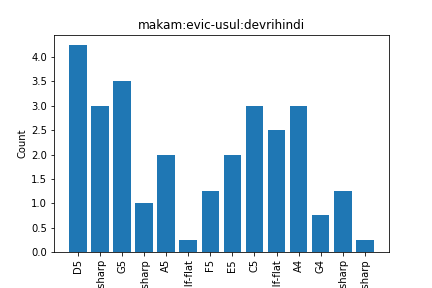 makam:evic-usul:devrihindi
4.0
3.5
3.0
2.5
2.0
1.5
1.0
0.5
0.0
Count
D5
sharp
G5
sharp
A5
lf-flat
F5
E5
C5
lf-flat
A4
G4
sharp
sharp